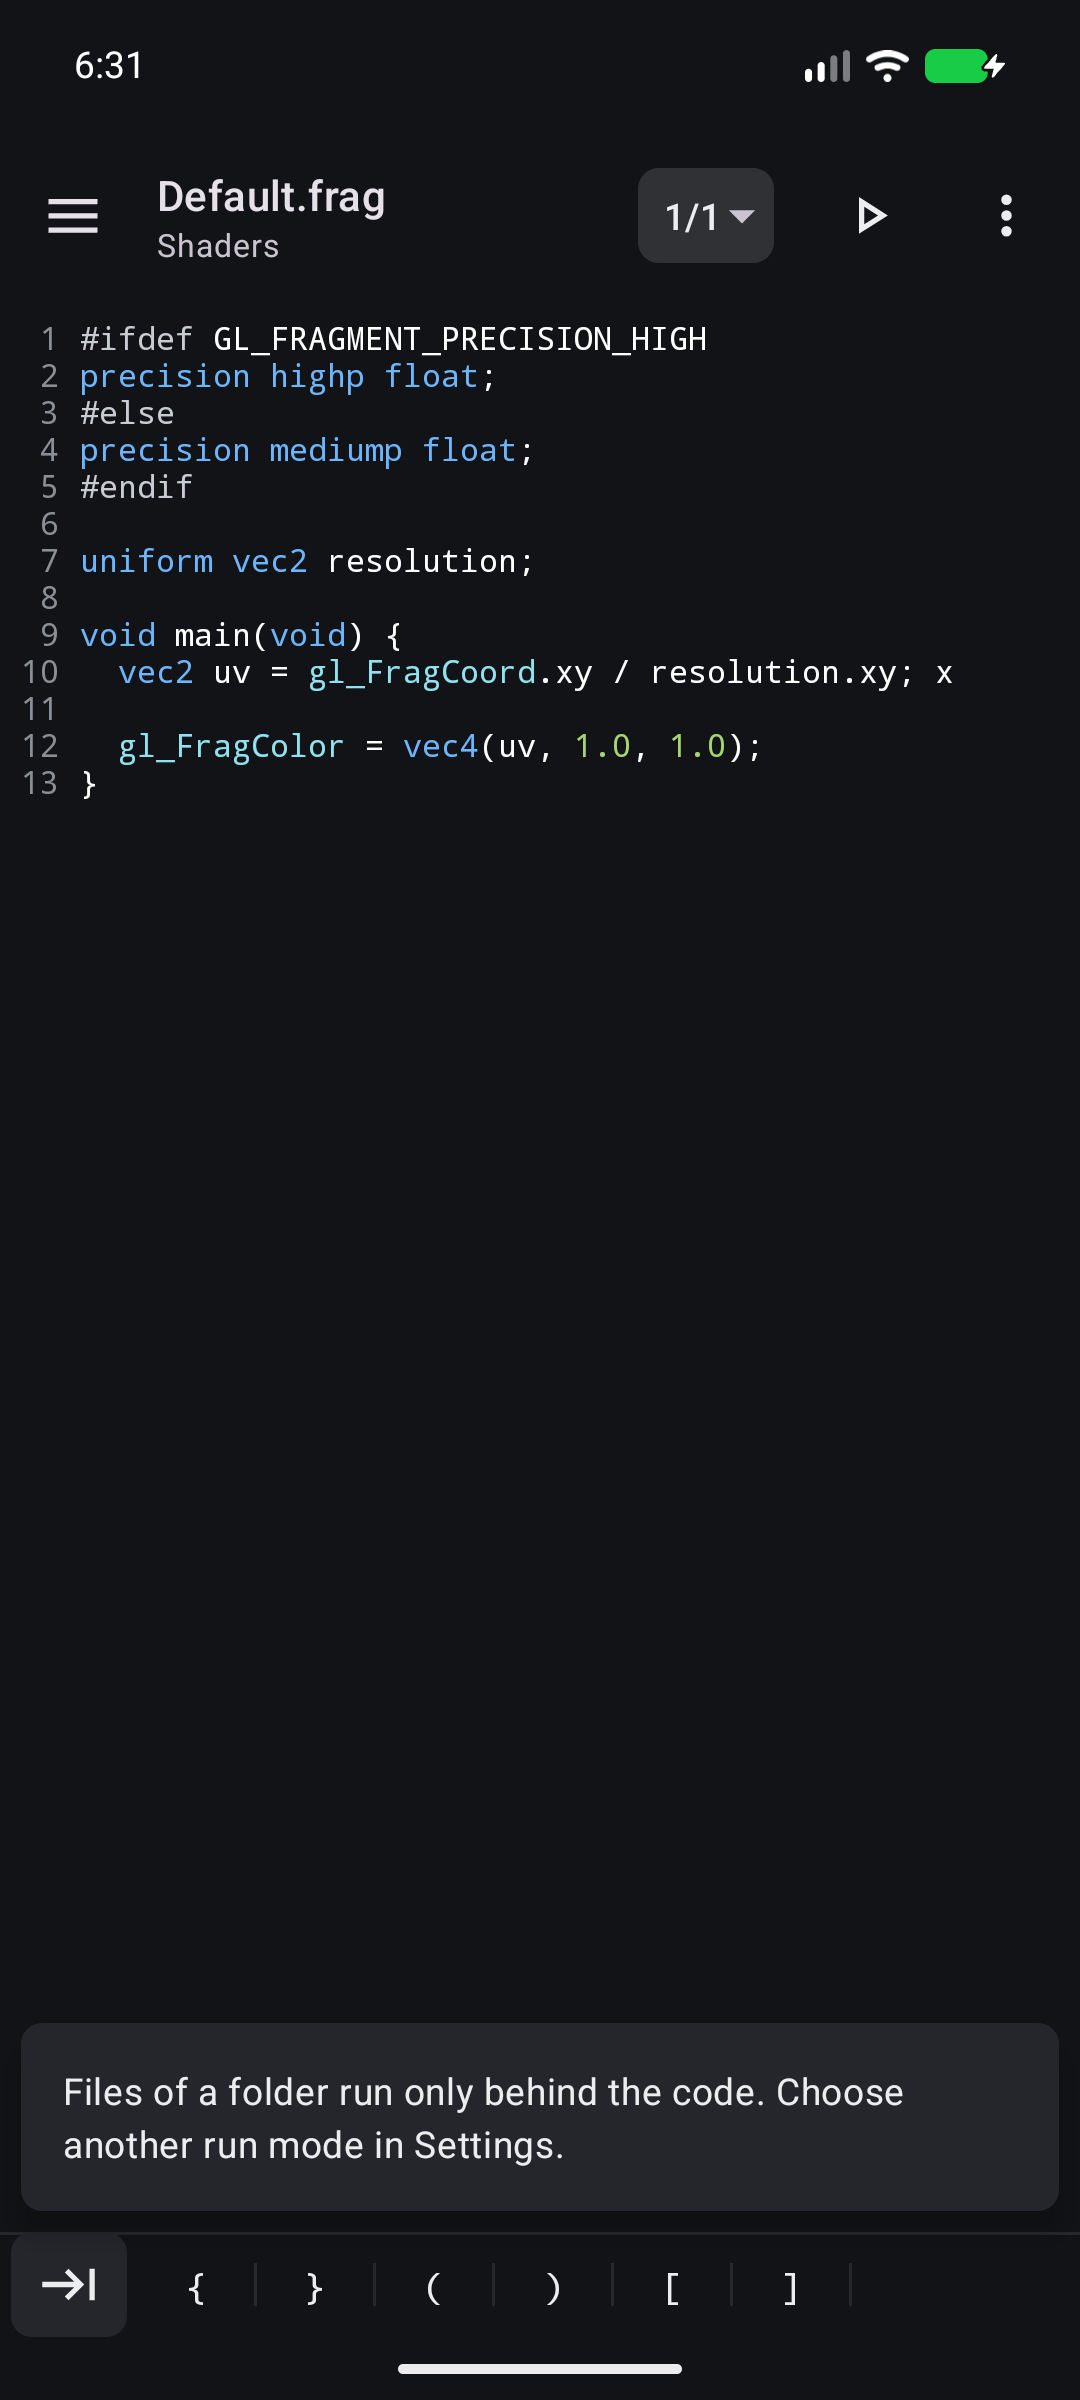 6:31
Default.frag
Shaders
1/1
1 #ifdef GL_FRAGMENT_PRECISION_HIGH
2 precision highp float;
3 #else
4 precision mediump float;
5 #endif
6
7 uniform vec2 resolution;
8
9 void main(void) {
10   vec2 uv = gl_FragCoord.xy / resolution.xy; x
11
12   gl_FragColor = vec4(uv, 1.0, 1.0);
13 }
Files of a folder run only behind the code. Choose
another run mode in Settings.
{ } ( ) [ ]